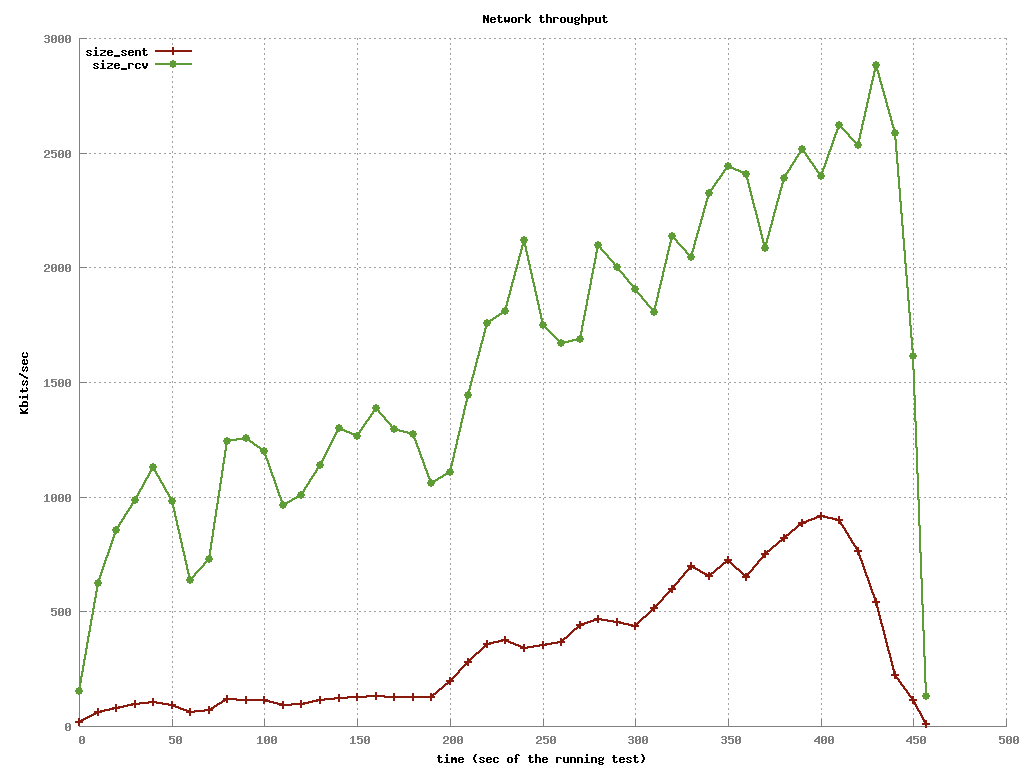 Network throughput
size_sent
size_rcv
3000
2500
2000
1500
1000
500
0
Kbits/sec
0 50 100 150 200 250 300 350 400 450 500
time (sec of the running test)